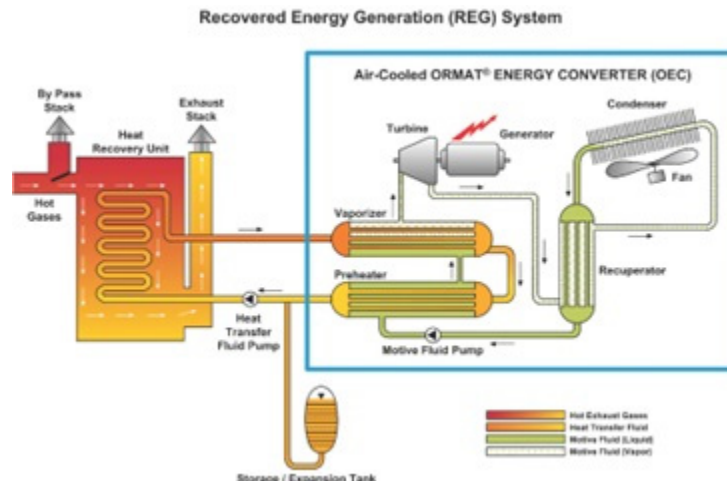 Recovered Energy Generation (REG) System
Air-Cooled ORMAT® ENERGY CONVERTER (OEC)
By Pass
Stack
Exhaust
Stack
Heat
Recovery Unit
Hot
Gases
Turbine
Generator
Condenser
Fan
Vaporizer
Preheater
Recuperator
Heat
Transfer
Fluid Pump
Motive Fluid Pump
Storage / Expansion Tank
Hot Exhaust Gases
Heat Transfer Fluid
Motive Fluid (Liquid)
Motive Fluid (Vapor)